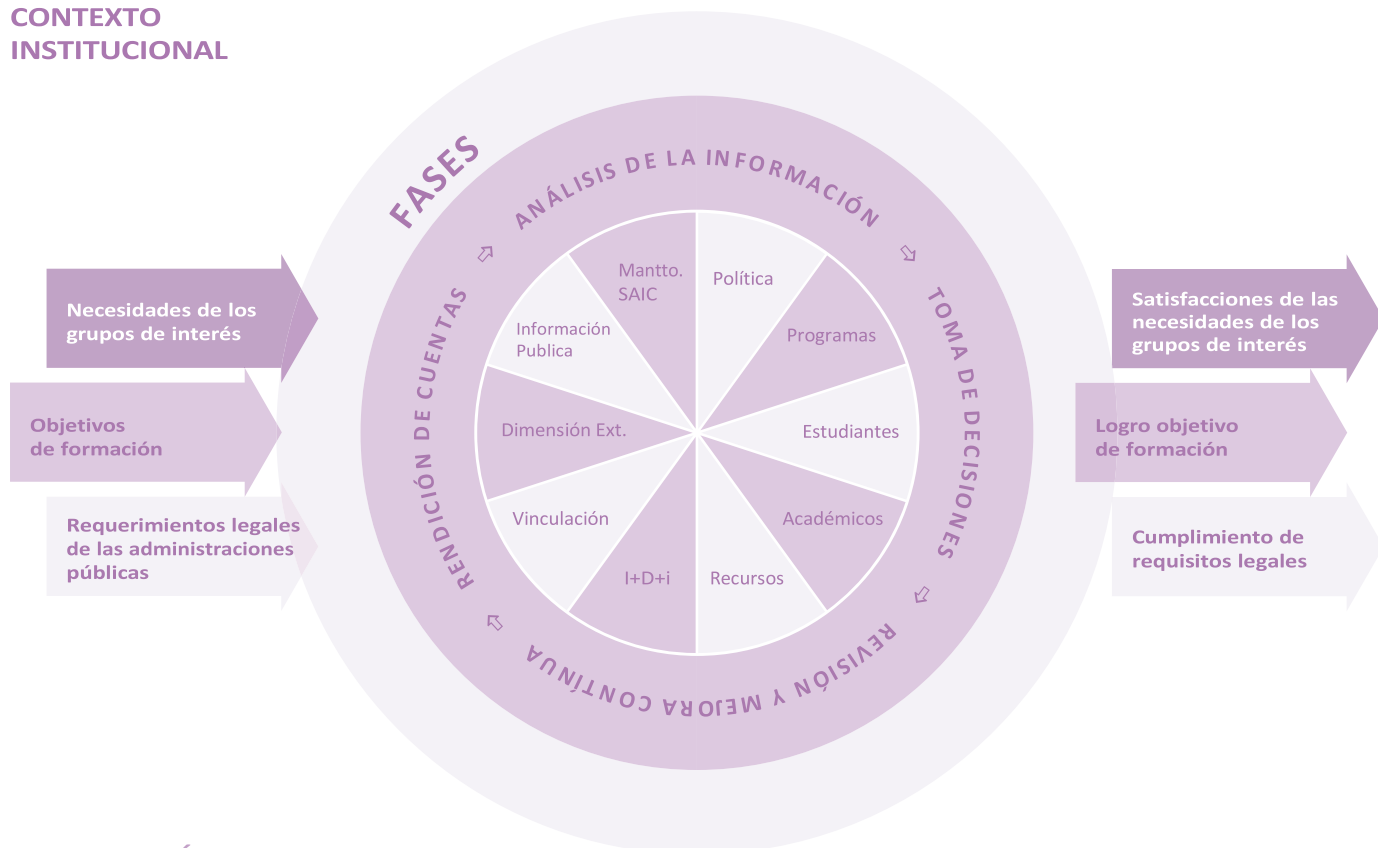 CONTEXTO
INSTITUCIONAL
FASES
ANÁLISIS DE LA INFORMACIÓN
TOMA DE DECISIONES
REVISIÓN Y MEJORA CONTÍNUA
RENDICIÓN DE CUENTAS
Necesidades de los
grupos de interés
Objetivos
de formación
Requerimientos legales
de las administraciones
públicas
Mantto.
SAIC
Política
Programas
Estudiantes
Académicos
Recursos
I+D+i
Vinculación
Dimensión Ext.
Información
Publica
Satisfacciones de las
necesidades de los
grupos de interés
Logro objetivo
de formación
Cumplimiento de
requisitos legales